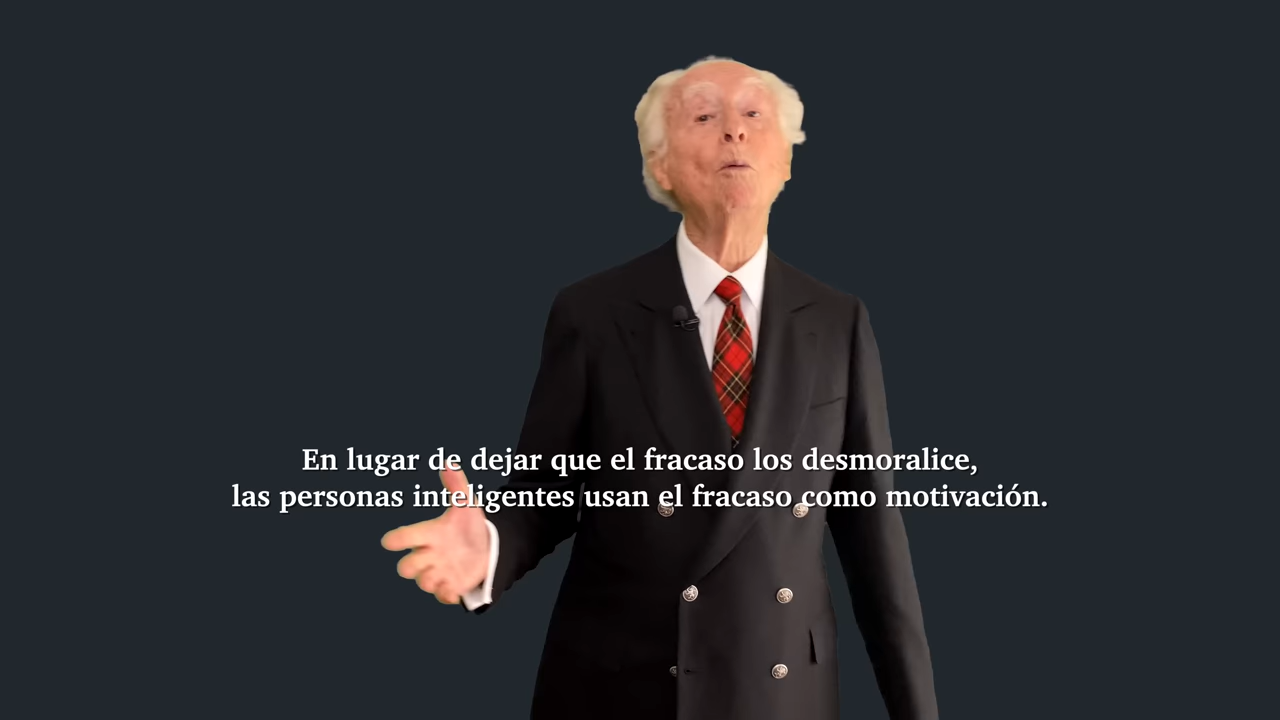 En lugar de dejar que el fracaso los desmoralice,
las personas inteligentes usan el fracaso como motivación.